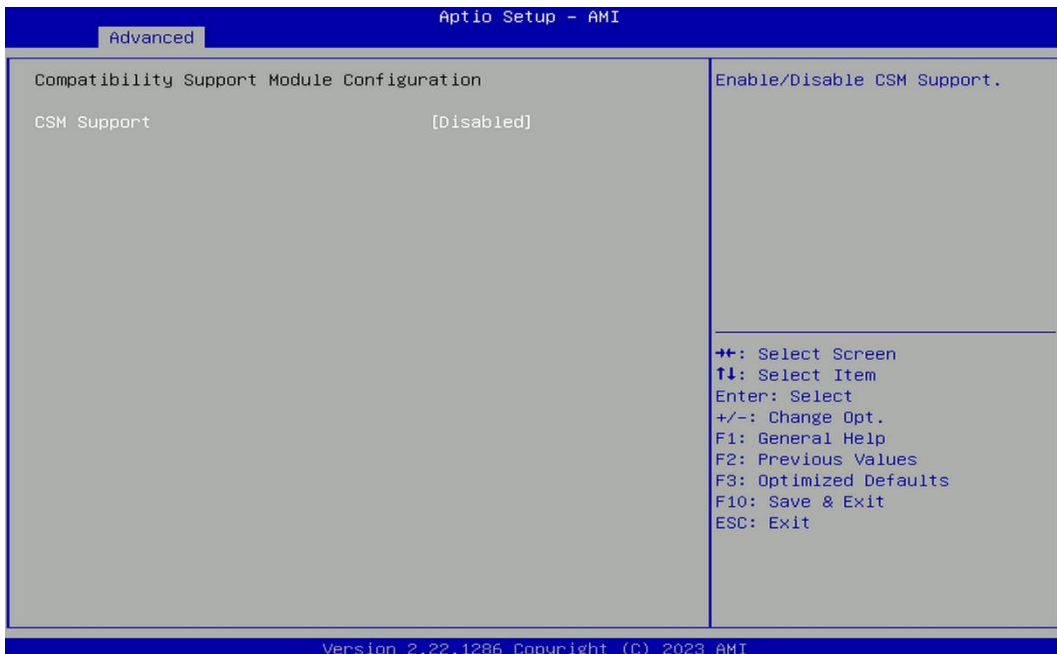 Aptio Setup – AMI
Advanced
Compatibility Support Module Configuration
CSM Support [Disabled]
Enable/Disable CSM Support.
→←: Select Screen
↑↓: Select Item
Enter: Select
+/-: Change Opt.
F1: General Help
F2: Previous Values
F3: Optimized Defaults
F10: Save & Exit
ESC: Exit
Version 2.22.1286 Copyright (C) 2023 AMI